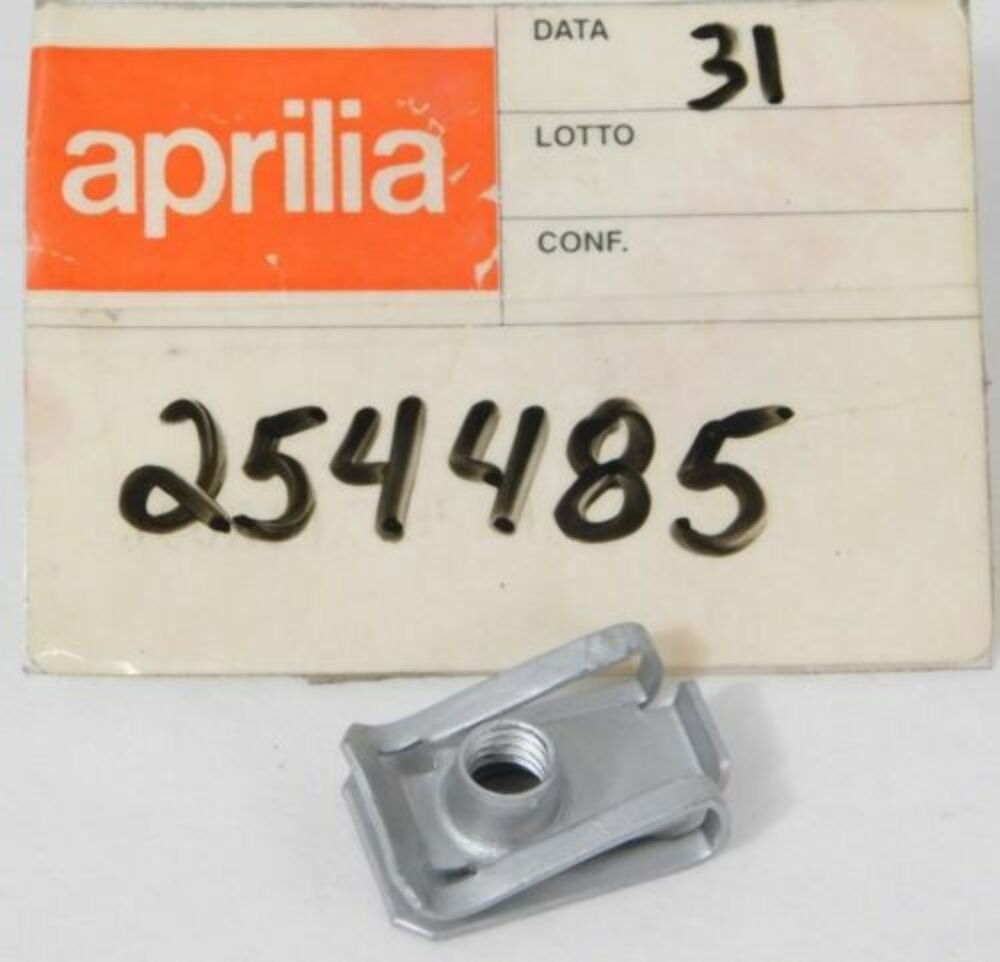 aprilia
DATA 31
LOTTO
CONF.
254485